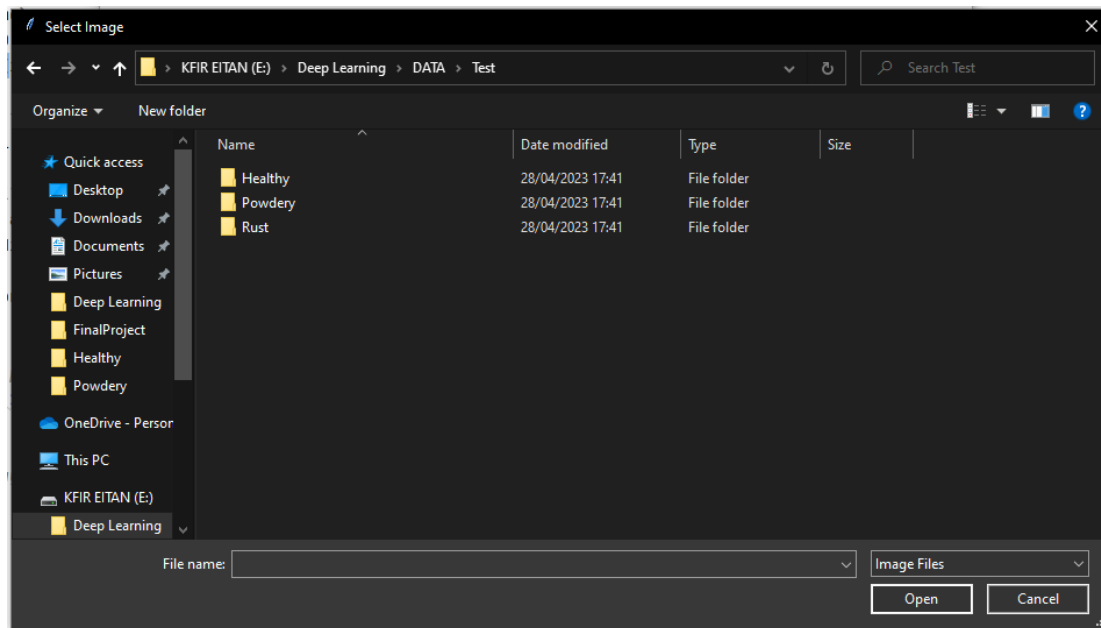 Select Image
KFIR EITAN (E:) > Deep Learning > DATA > Test
Search Test
Organize
New folder
Name
Date modified
Type
Size
Quick access
Desktop
Downloads
Documents
Pictures
Deep Learning
FinalProject
Healthy
Powdery
OneDrive - Person
This PC
KFIR EITAN (E:)
Deep Learning
Healthy 28/04/2023 17:41 File folder
Powdery 28/04/2023 17:41 File folder
Rust 28/04/2023 17:41 File folder
File name:
Image Files
Open
Cancel